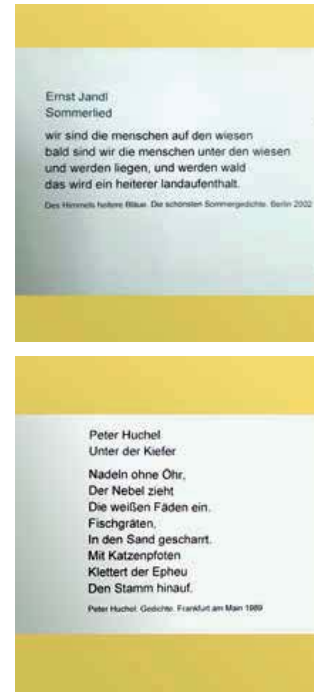 Ernst Jandl
Sommerlied
wir sind die menschen auf den wiesen
bald sind wir die menschen unter den wiesen
und werden liegen, und werden wald
das wird ein heiterer landaufenthalt.
Des Himmels heitere Bläue. Die schönsten Sommergedichte. Berlin 2002
Peter Huchel
Unter der Kiefer
Nadeln ohne Öhr,
Der Nebel zieht
Die weißen Fäden ein.
Fischgräten,
In den Sand gescharrt.
Mit Katzenpfoten
Klettert der Epheu
Den Stamm hinauf.
Peter Huchel: Gedichte. Frankfurt am Main 1989